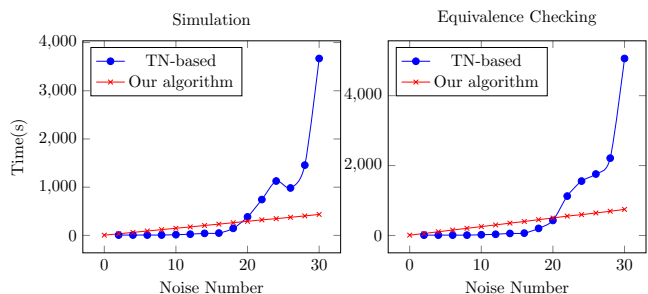 Simulation
4,000
3,000
2,000
1,000
0
Time(s)
TN-based
Our algorithm
0 10 20 30
Noise Number
Equivalence Checking
4,000
2,000
0
TN-based
Our algorithm
0 10 20 30
Noise Number